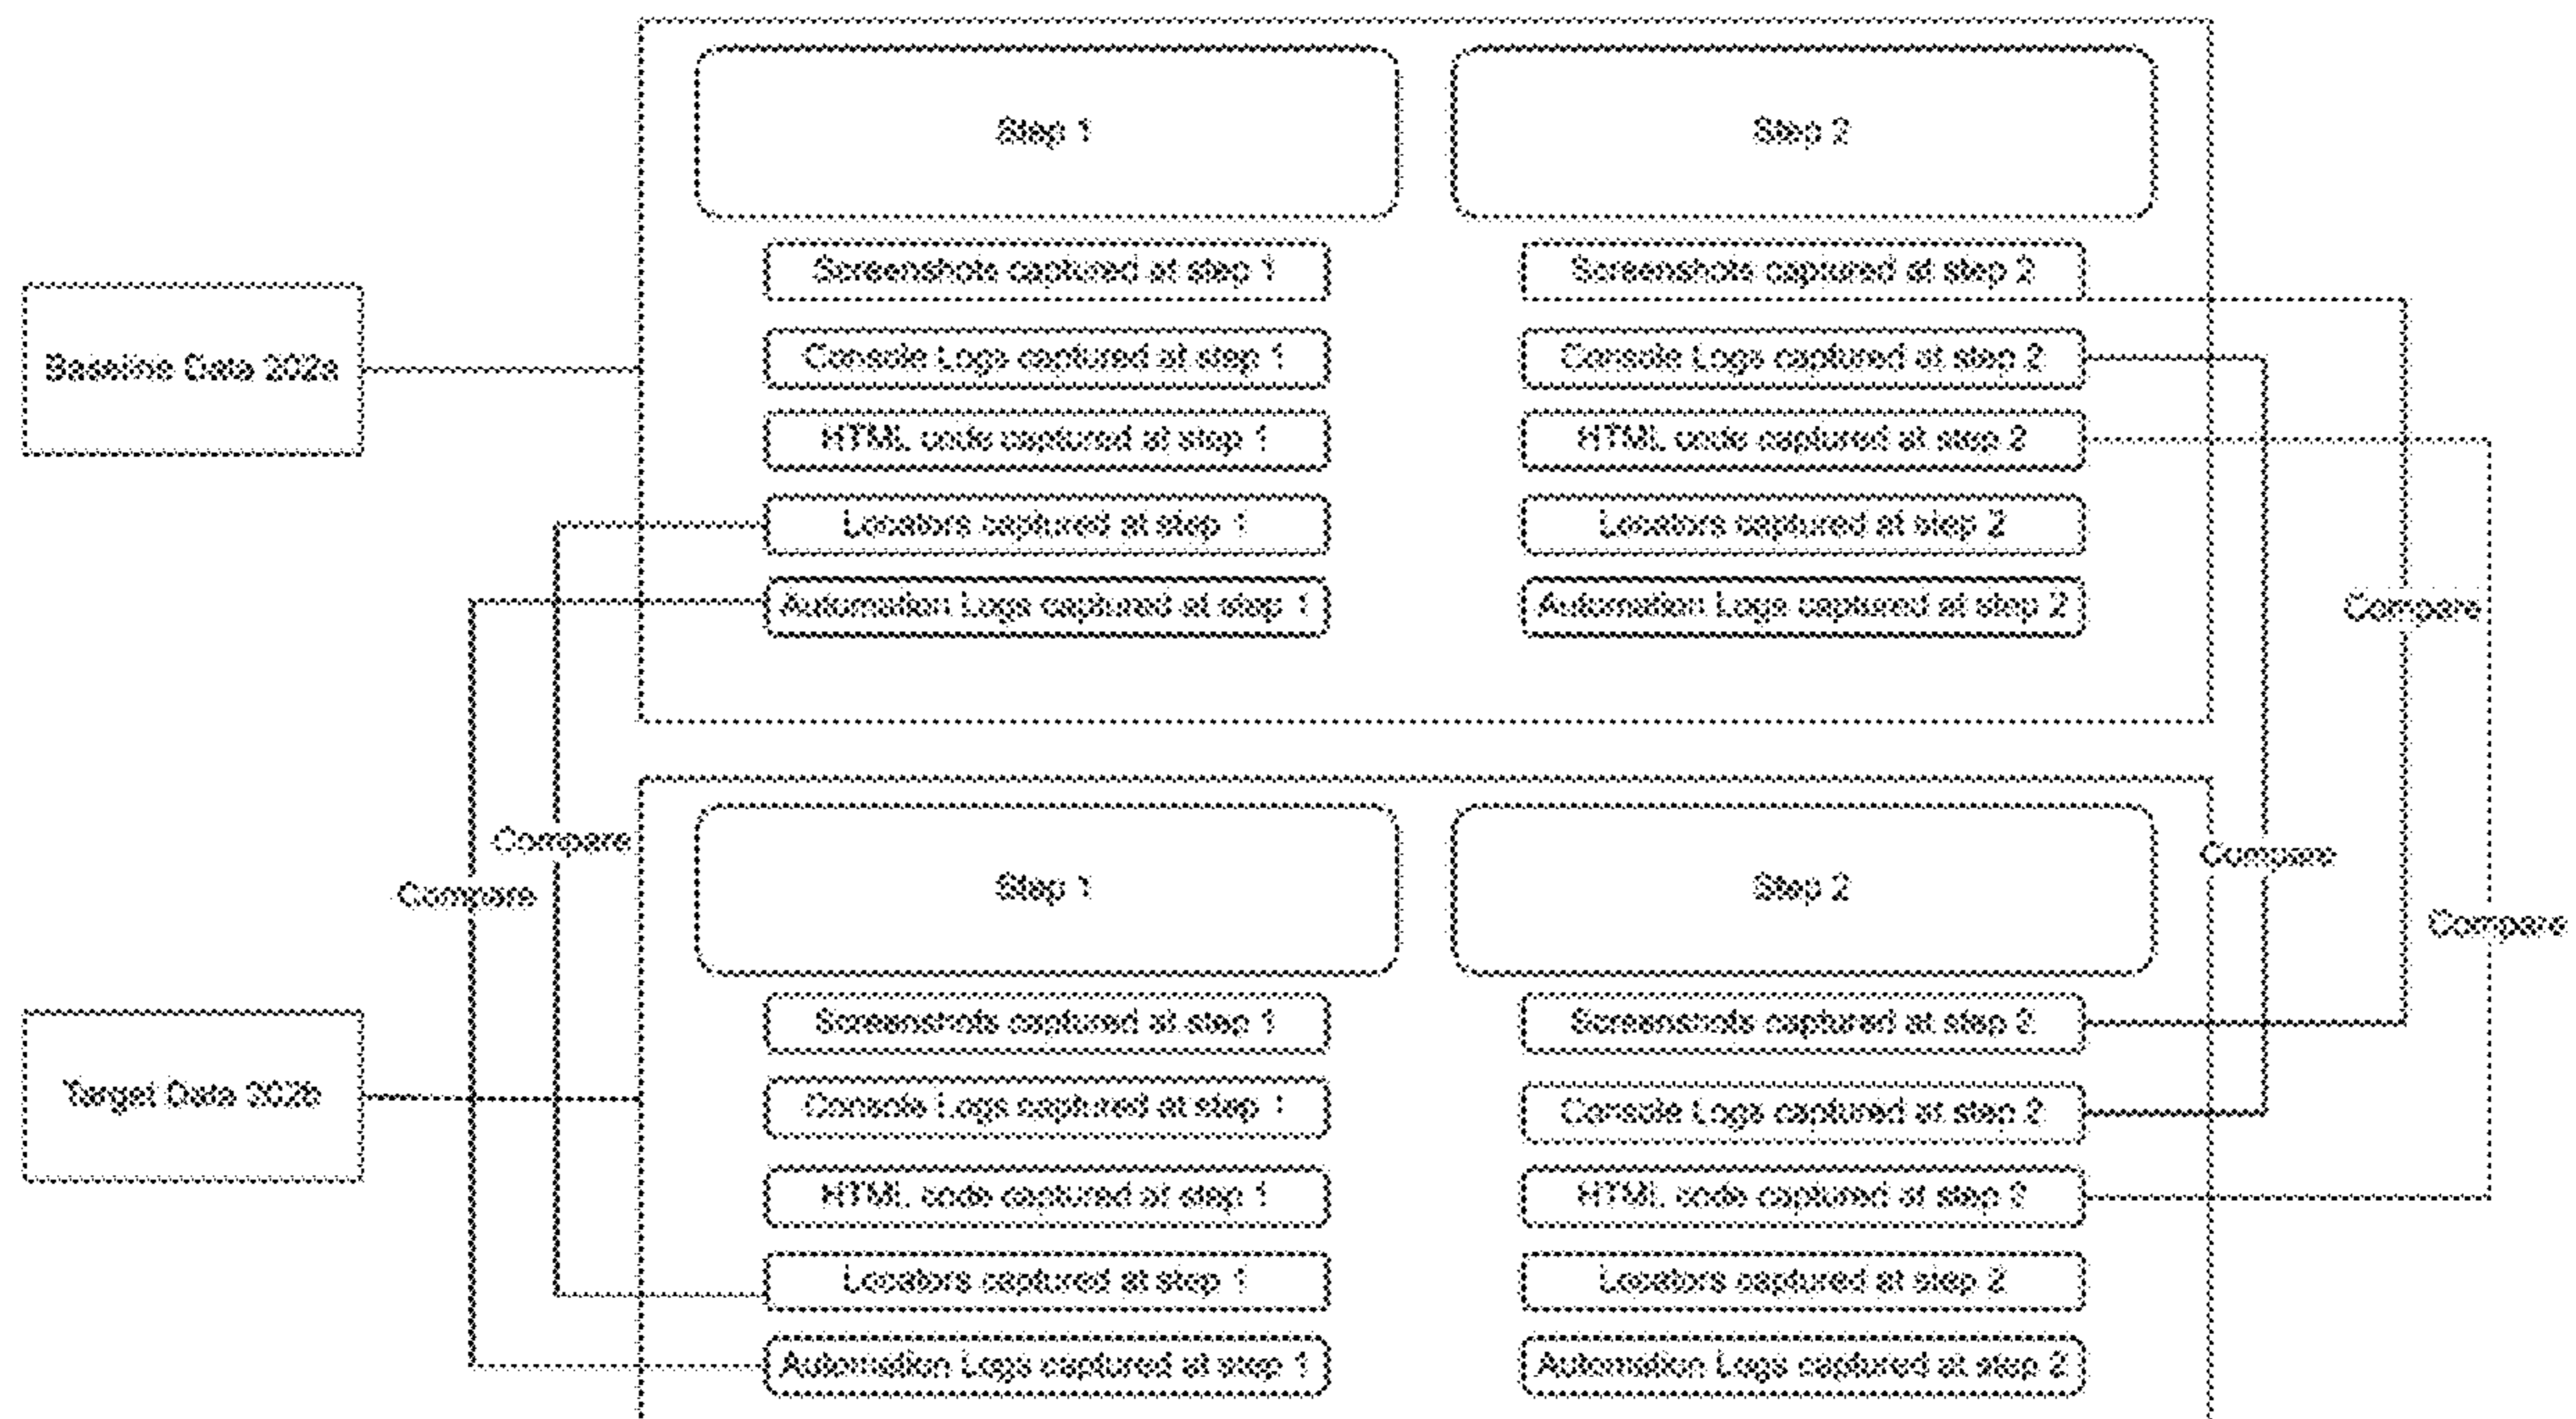 Step 1
Step 2
Screenshots captured at step 1
Screenshots captured at step 2
Baseline Data 202a
Console Logs captured at step 1
Console Logs captured at step 2
HTML code captured at step 1
HTML code captured at step 2
Locators captured at step 1
Locators captured at step 2
Automation Logs captured at step 1
Automation Logs captured at step 2
Compare
Compare
Compare
Compare
Compare
Step 1
Step 2
Screenshots captured at step 1
Screenshots captured at step 2
Target Data
Console Logs captured at step 1
Console Logs captured at step 2
HTML code captured at step 1
HTML code captured at step 2
Locators captured at step 1
Locators captured at step 2
Automation Logs captured at step 1
Automation Logs captured at step 2